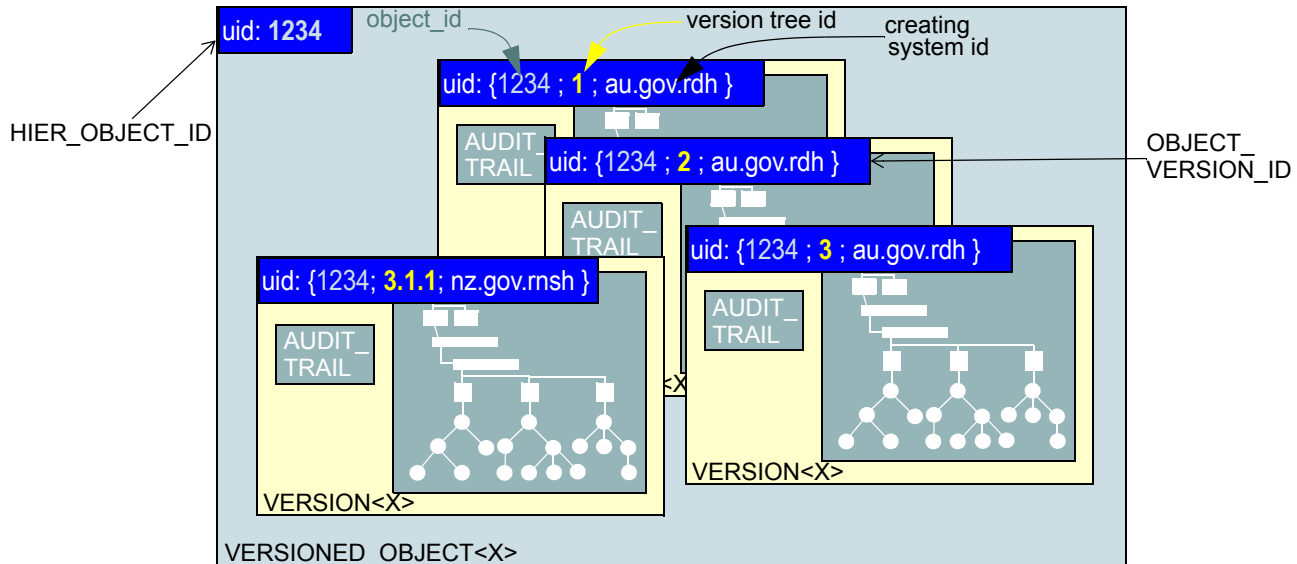 uid: 1234
object_id
version tree id
creating
system id
uid: {1234 ; 1 ; au.gov.rdh }
HIER_OBJECT_ID
AUDIT_
TRAIL
uid: {1234 ; 2 ; au.gov.rdh }
OBJECT_
VERSION_ID
AUDIT_
TRAIL
uid: {1234 ; 3 ; au.gov.rdh }
uid: {1234; 3.1.1; nz.gov.rnsh }
AUDIT_
TRAIL
AUDIT_
TRAIL
<X
VERSION<X>
VERSION<X>
VERSIONED_OBJECT<X>